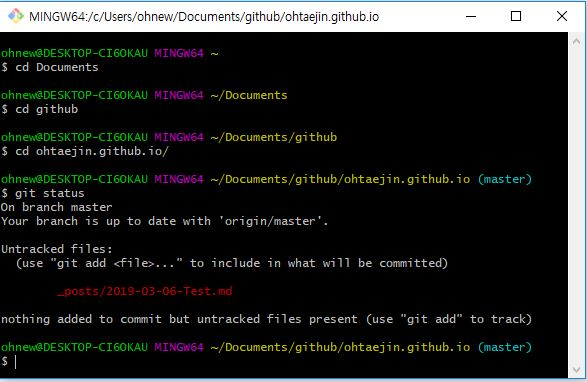 MINGW64:/c/Users/ohnew/Documents/github/ohtaejin.github.io
ohnew@DESKTOP-CI6OKAU MINGW64 ~
$ cd Documents
ohnew@DESKTOP-CI6OKAU MINGW64 ~/Documents
$ cd github
ohnew@DESKTOP-CI6OKAU MINGW64 ~/Documents/github
$ cd ohtaejin.github.io/
ohnew@DESKTOP-CI6OKAU MINGW64 ~/Documents/github/ohtaejin.github.io (master)
$ git status
On branch master
Your branch is up to date with 'origin/master'.
Untracked files:
(use "git add <file>..." to include in what will be committed)
_posts/2019-03-06-Test.md
nothing added to commit but untracked files present (use "git add" to track)
ohnew@DESKTOP-CI6OKAU MINGW64 ~/Documents/github/ohtaejin.github.io (master)
$